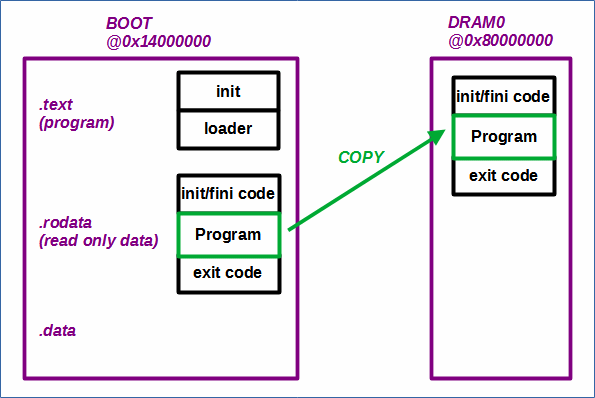 BOOT
@0x14000000
DRAM0
@0x80000000
.text
(program)
init
loader
COPY
.rodata
(read only data)
init/fini code
Program
exit code
.data
init/fini code
Program
exit code